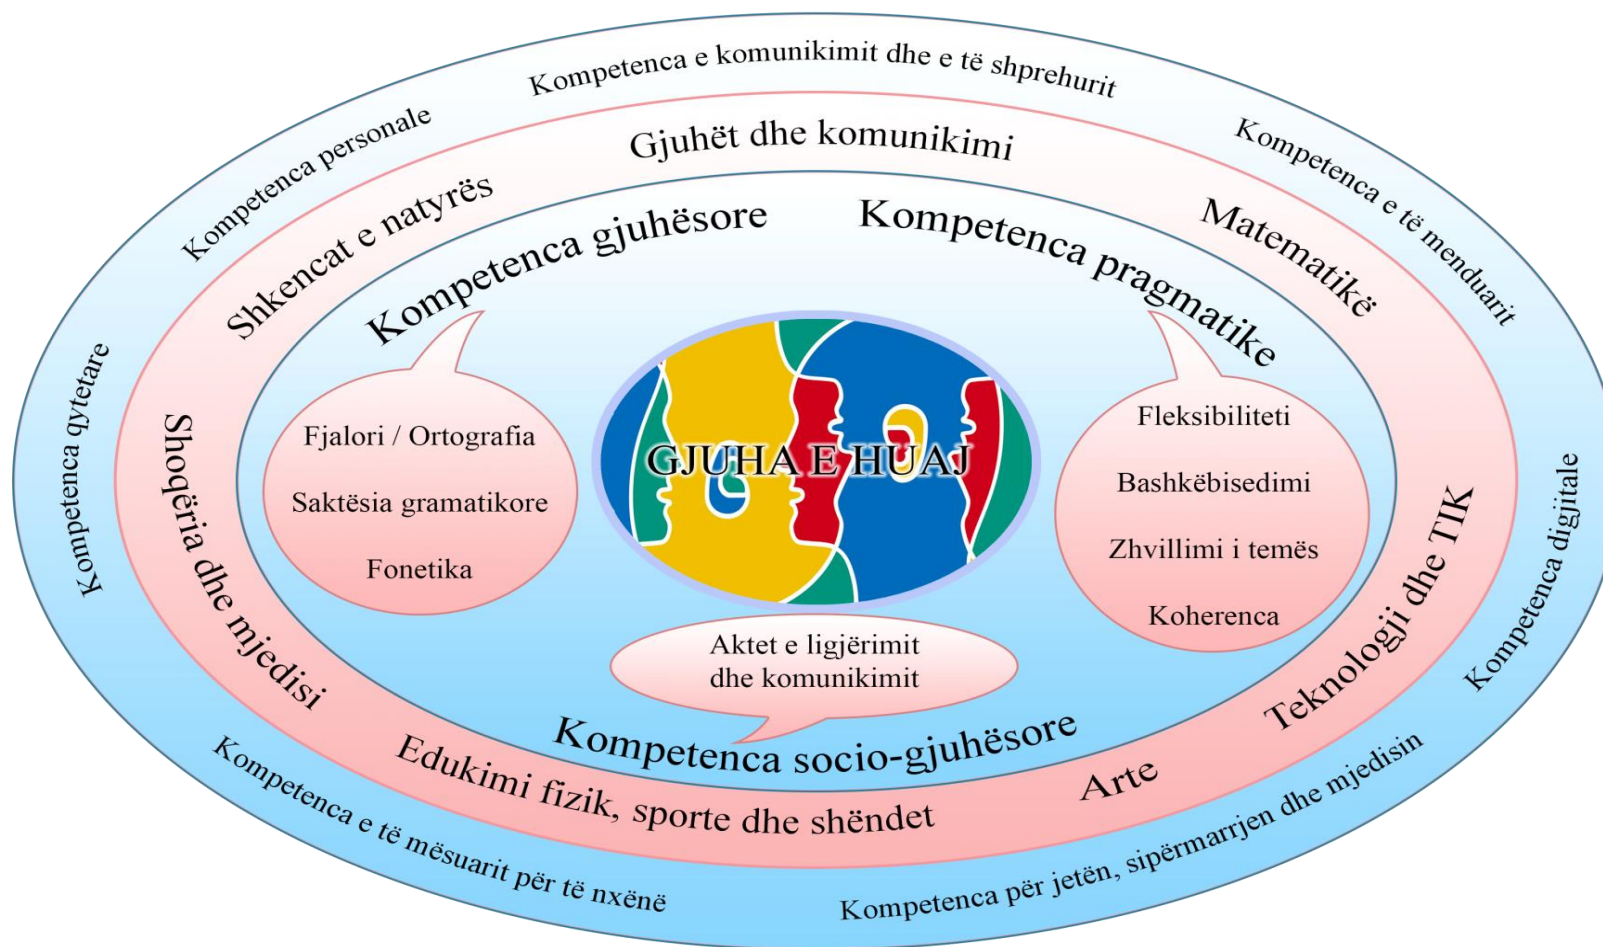 Kompetenca e komunikimit dhe e të shprehurit
Kompetenca e të menduarit
Kompetenca digjitale
Kompetenca për jetën, sipërmarrjen dhe mjedisin
Kompetenca e të mësuarit për të nxënë
Kompetenca qytetare
Kompetenca personale
Gjuhët dhe komunikimi
Matematikë
Teknologji dhe TIK
Arte
Edukimi fizik, sporte dhe shëndet
Shoqëria dhe mjedisi
Shkencat e natyrës
Kompetenca gjuhësore
Fjalori / Ortografia
Saktësia gramatikore
Fonetika
Kompetenca pragmatike
Fleksibiliteti
Bashkëbisedimi
Zhvillimi i temës
Koherenca
GJUHA E HUAJ
Aktet e ligjërimit
dhe komunikimit
Kompetenca socio-gjuhësore